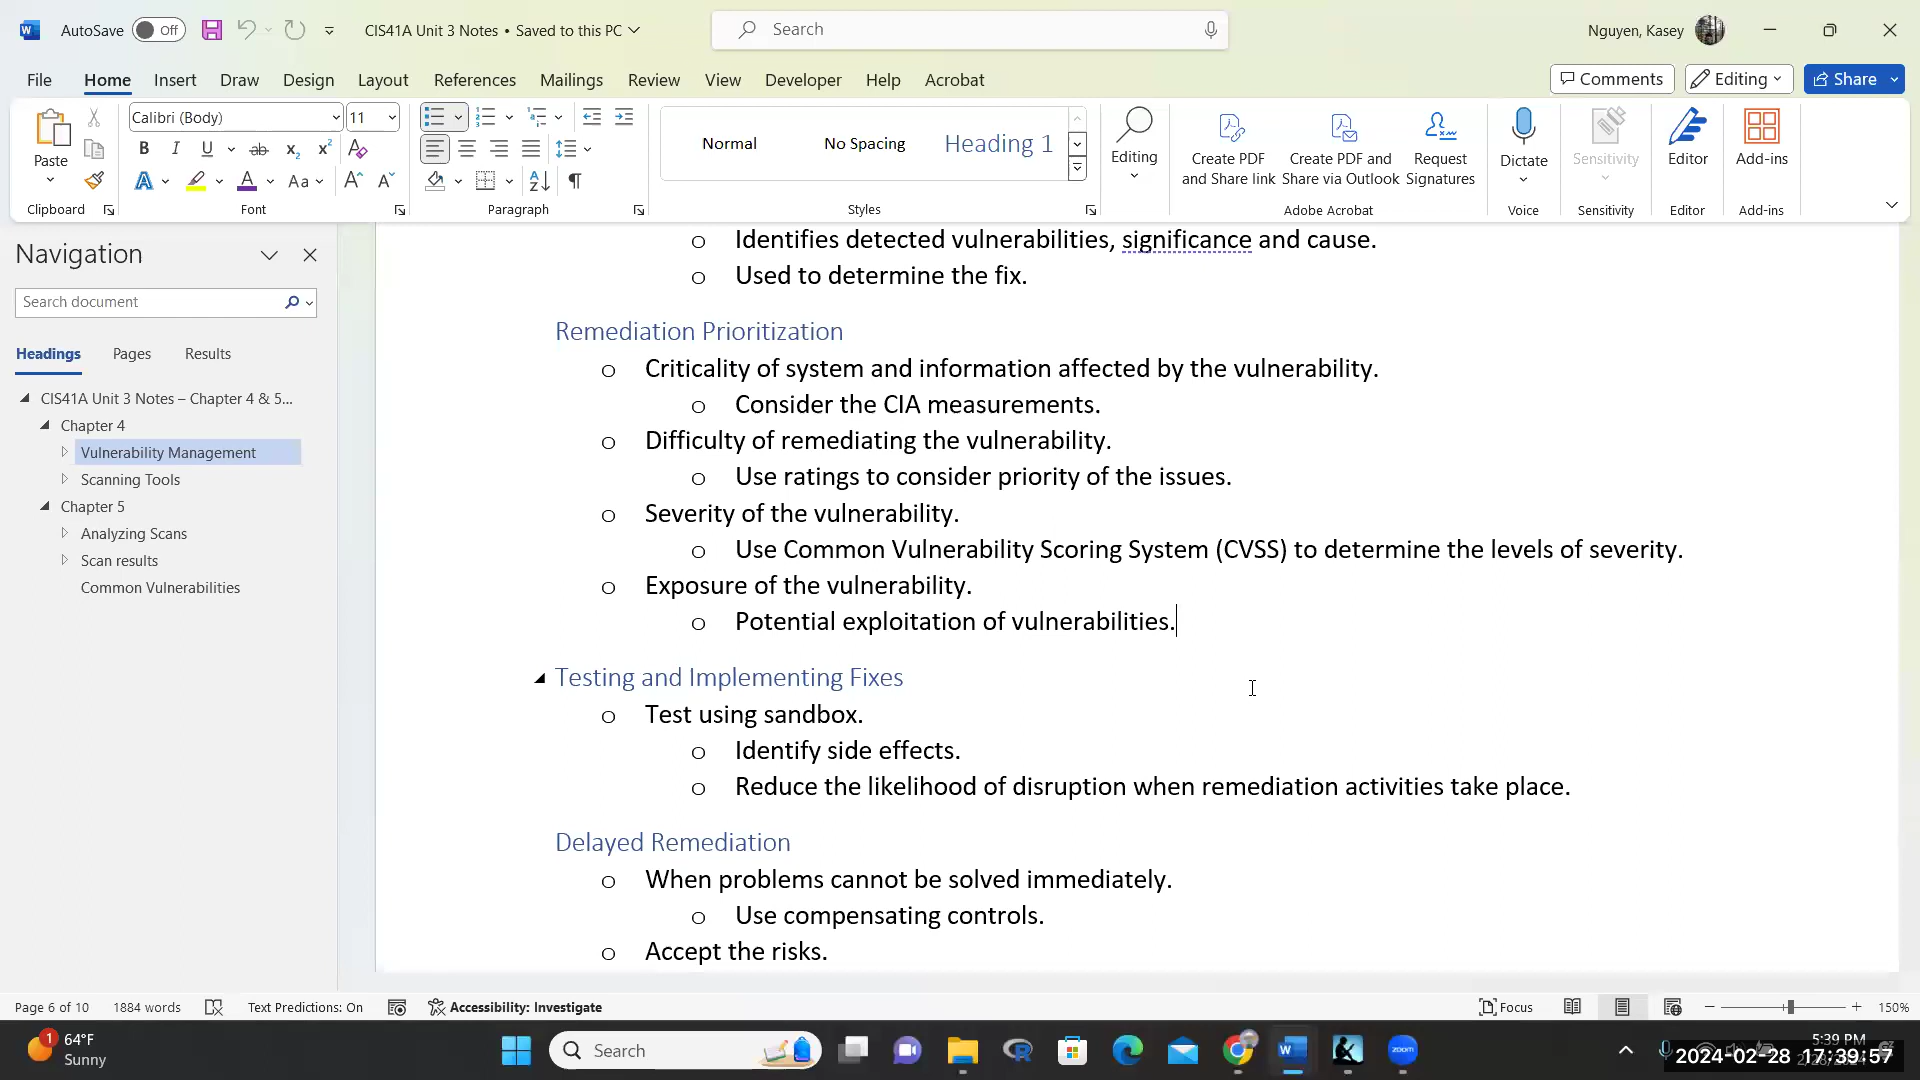 AutoSave Off CIS41A Unit 3 Notes • Saved to this PC Search Nguyen, Kasey
File Home Insert Draw Design Layout References Mailings Review View Developer Help Acrobat Comments Editing Share
Calibri (Body) 11
Paste
Normal No Spacing Heading 1
Editing
Create PDF and Share link
Create PDF and Share via Outlook
Request Signatures
Dictate
Sensitivity
Editor
Add-ins
Clipboard Font Paragraph Styles Adobe Acrobat Voice Sensitivity Editor Add-ins
Navigation
Search document
Headings Pages Results
CIS41A Unit 3 Notes – Chapter 4 & 5...
Chapter 4
Vulnerability Management
Scanning Tools
Chapter 5
Analyzing Scans
Scan results
Common Vulnerabilities
o Identifies detected vulnerabilities, significance and cause.
o Used to determine the fix.
Remediation Prioritization
o Criticality of system and information affected by the vulnerability.
o Consider the CIA measurements.
o Difficulty of remediating the vulnerability.
o Use ratings to consider priority of the issues.
o Severity of the vulnerability.
o Use Common Vulnerability Scoring System (CVSS) to determine the levels of severity.
o Exposure of the vulnerability.
o Potential exploitation of vulnerabilities.
Testing and Implementing Fixes
o Test using sandbox.
o Identify side effects.
o Reduce the likelihood of disruption when remediation activities take place.
Delayed Remediation
o When problems cannot be solved immediately.
o Use compensating controls.
o Accept the risks.
Page 6 of 10 1884 words Text Predictions: On Accessibility: Investigate Focus 150%
1 64°F
Sunny
Search
zoom
5:39 PM
2024-02-28 17:39:57